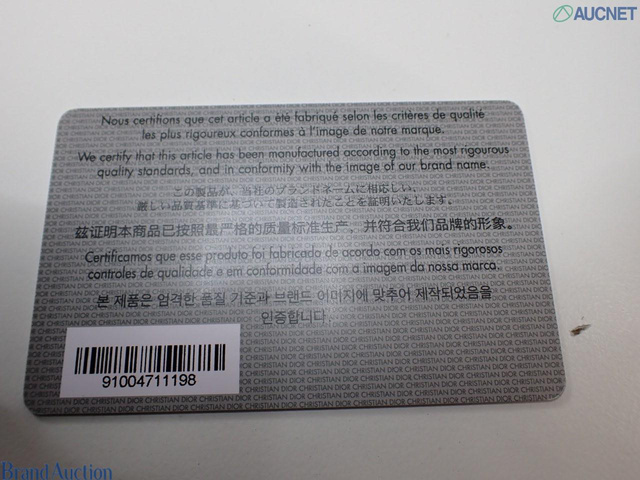 AUCNET
Nous certifions que cet article a été fabriqué selon les critères de qualité
les plus rigoureux conformes à l'image de notre marque.
We certify that this article has been manufactured according to the most rigourous
quality standards, and in conformity with the image of our brand name.
この製品が、当社のブランドネームに相応しい、
厳しい品質基準に基づいて製造されたことを証明いたします。
兹证明本商品已按照最严格的质量标准生产，并符合我们品牌的形象。
Certificamos que esse produto foi fabricado de acordo com os mais rigorosos
controles de qualidade e em conformidade com a imagem da nossa marca.
본 제품은 엄격한 품질 기준과 브랜드 이미지에 맞추어 제작되었음을
인증합니다.
91004711198
CHRISTIAN DIOR CHRISTIAN DIOR CHRISTIAN DIOR CHRISTIAN DIOR
Brand Auction